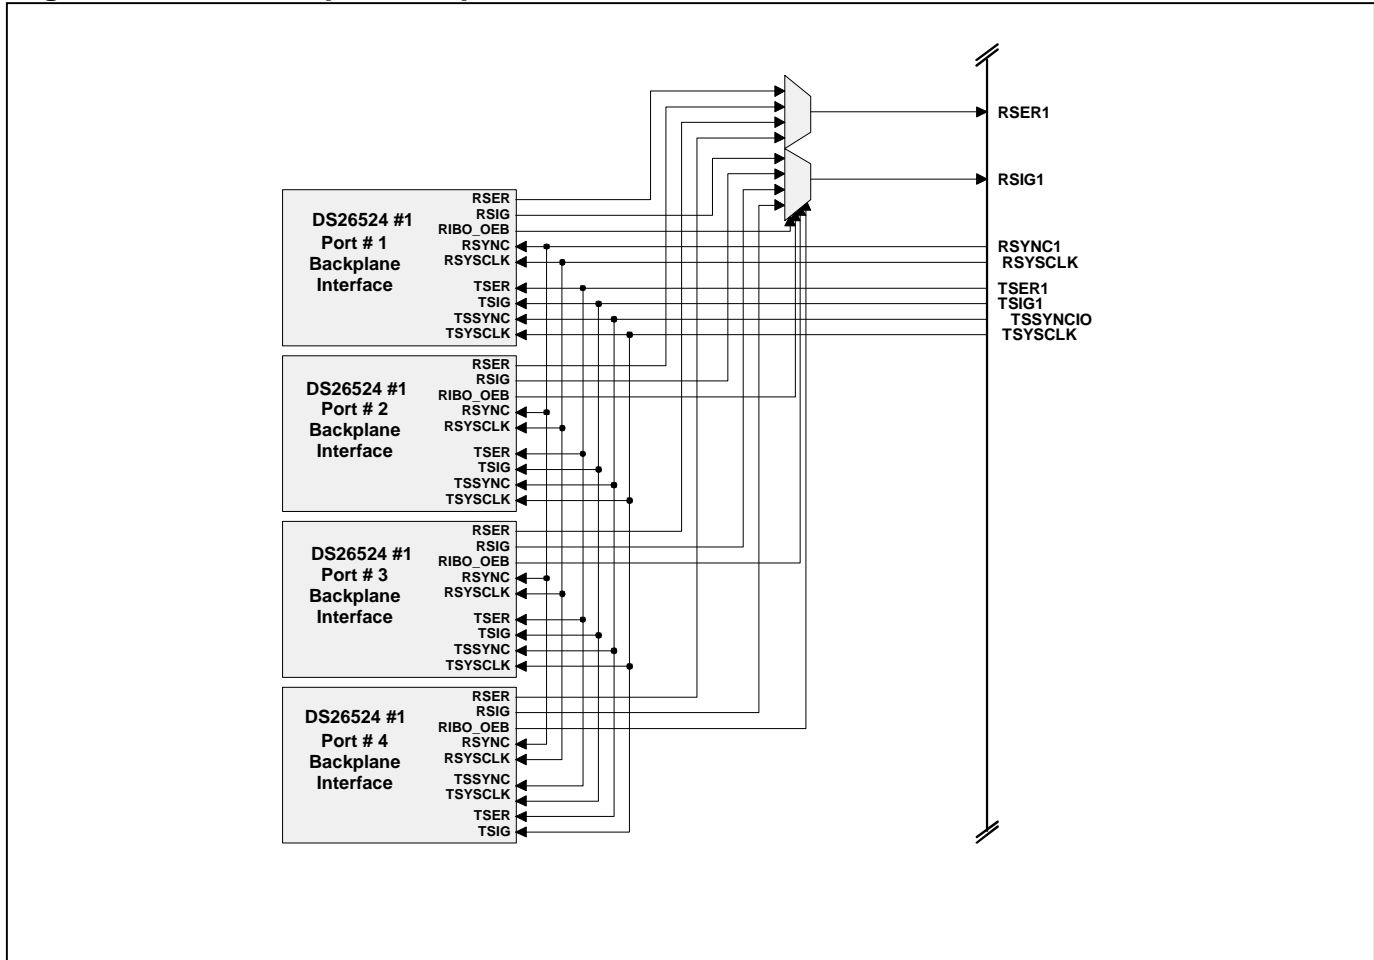 RSER1
RSIG1
DS26524 #1
Port # 1
Backplane
Interface
RSER
RSIG
RIBO_OEB
RSYNC
RSYSCLK
TSER
TSIG
TSSYNC
TSYSCLK
RSYNC1
RSYSCLK
TSER1
TSIG1
TSSYNCIO
TSYSCLK
DS26524 #1
Port # 2
Backplane
Interface
RSER
RSIG
RIBO_OEB
RSYNC
RSYSCLK
TSER
TSIG
TSSYNC
TSYSCLK
DS26524 #1
Port # 3
Backplane
Interface
RSER
RSIG
RIBO_OEB
RSYNC
RSYSCLK
TSER
TSIG
TSSYNC
TSYSCLK
DS26524 #1
Port # 4
Backplane
Interface
RSER
RSIG
RIBO_OEB
RSYNC
RSYSCLK
TSSYNC
TSYSCLK
TSER
TSIG